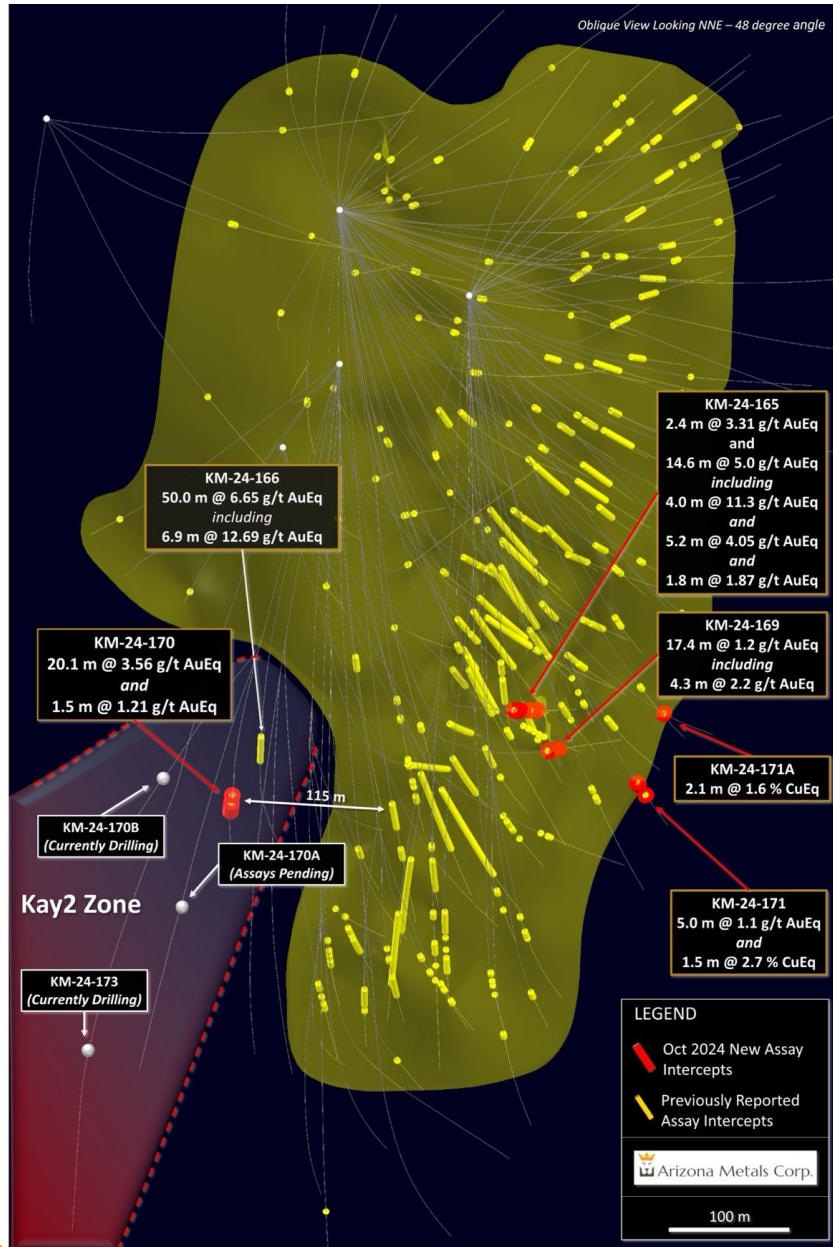 Oblique View Looking NNE – 48 degree angle
KM-24-165
2.4 m @ 3.31 g/t AuEq
and
14.6 m @ 5.0 g/t AuEq
including
4.0 m @ 11.3 g/t AuEq
and
5.2 m @ 4.05 g/t AuEq
and
1.8 m @ 1.87 g/t AuEq
KM-24-166
50.0 m @ 6.65 g/t AuEq
including
6.9 m @ 12.69 g/t AuEq
KM-24-169
17.4 m @ 1.2 g/t AuEq
including
4.3 m @ 2.2 g/t AuEq
KM-24-170
20.1 m @ 3.56 g/t AuEq
and
1.5 m @ 1.21 g/t AuEq
KM-24-171A
2.1 m @ 1.6 % CuEq
115 m
KM-24-170B
(Currently Drilling)
KM-24-170A
(Assays Pending)
Kay2 Zone
KM-24-171
5.0 m @ 1.1 g/t AuEq
and
1.5 m @ 2.7 % CuEq
KM-24-173
(Currently Drilling)
LEGEND
Oct 2024 New Assay
Intercepts
Previously Reported
Assay Intercepts
Arizona Metals Corp.
100 m